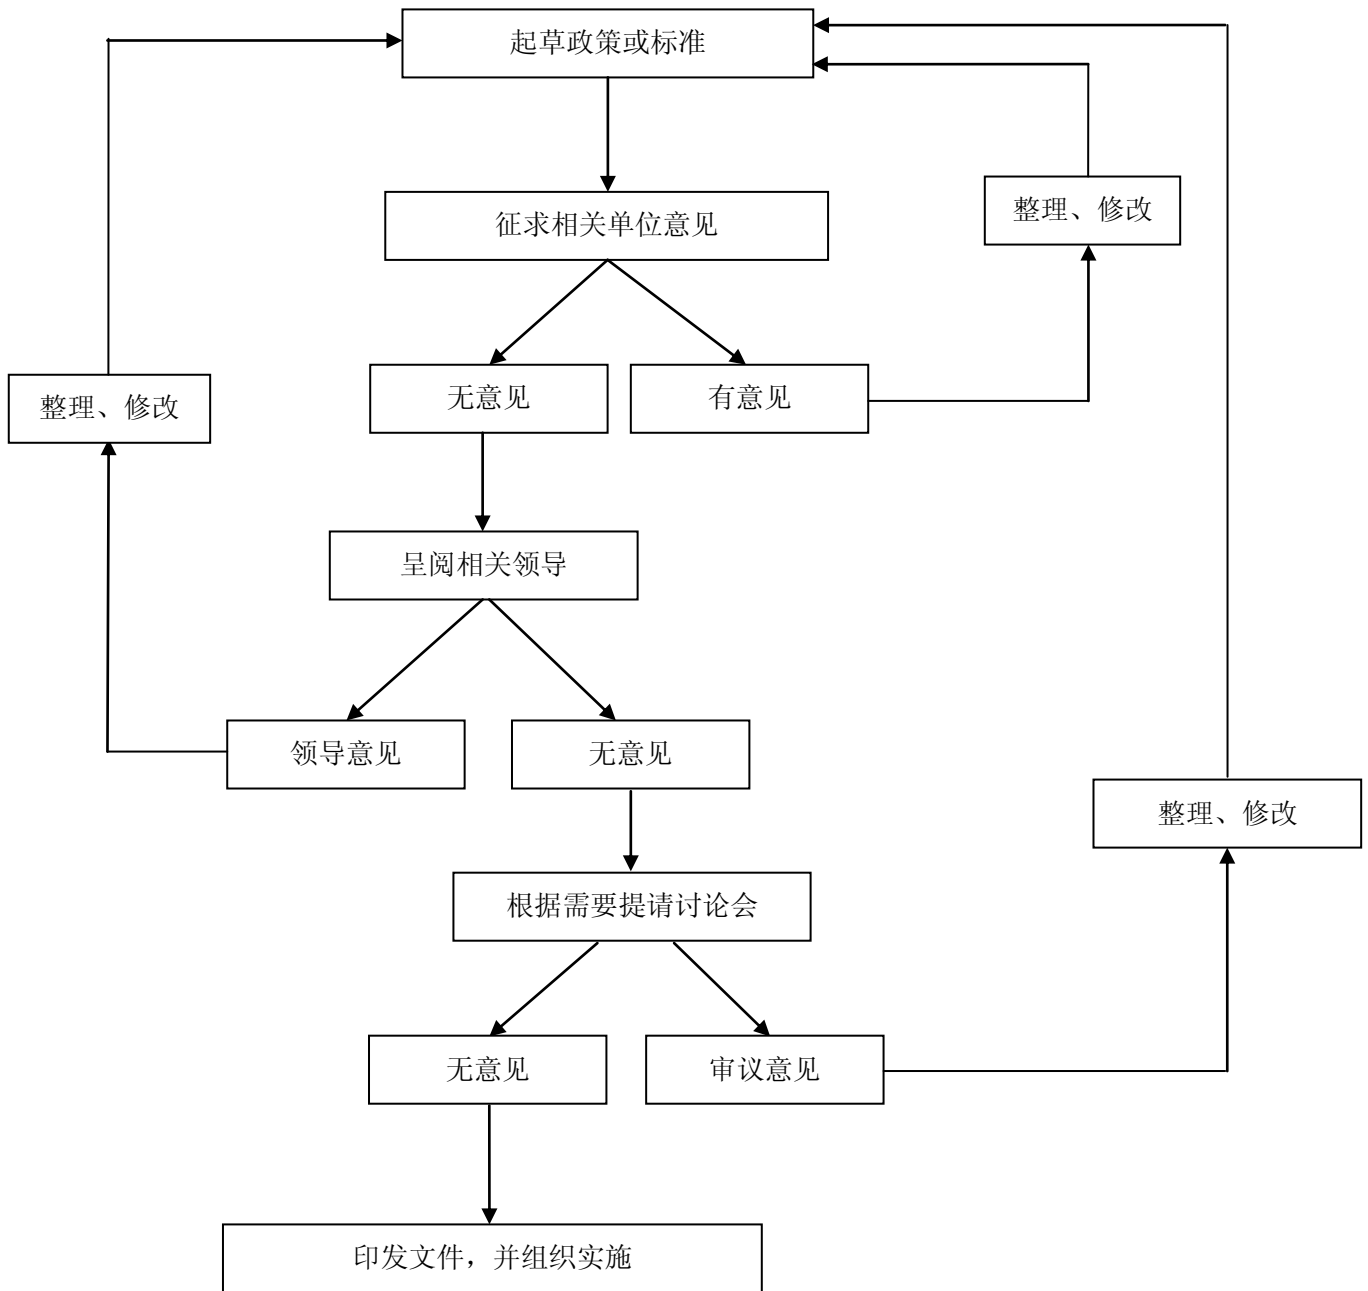 起草政策或标准
整理、修改
征求相关单位意见
无意见
有意见
整理、修改
呈阅相关领导
领导意见
无意见
整理、修改
根据需要提请讨论会
无意见
审议意见
印发文件，并组织实施